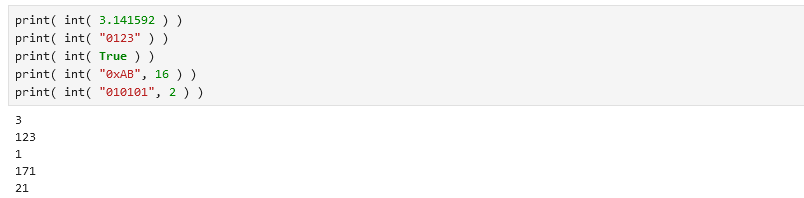 print( int( 3.141592 ) )
print( int( "0123" ) )
print( int( True ) )
print( int( "0xAB", 16 ) )
print( int( "010101", 2 ) )
3
123
1
171
21